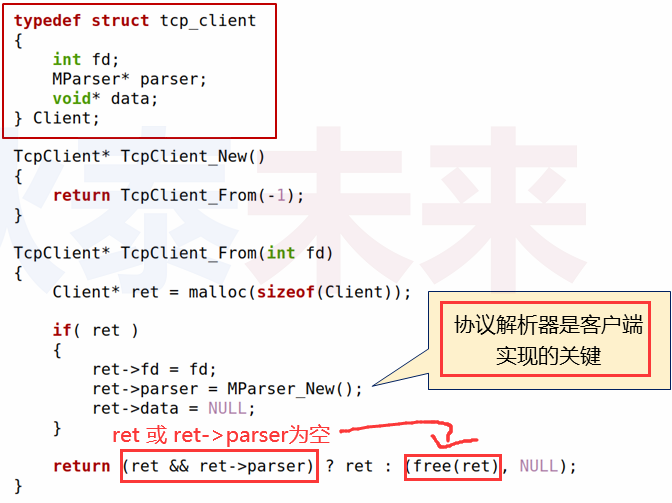 typedef struct tcp_client
{
    int fd;
    MParser* parser;
    void* data;
} Client;
TcpClient* TcpClient_New()
{
    return TcpClient_From(-1);
}
TcpClient* TcpClient_From(int fd)
{
    Client* ret = malloc(sizeof(Client));
    if( ret )
    {
        ret->fd = fd;
        ret->parser = MParser_New();
        ret->data = NULL;
    }
协议解析器是客户端
实现的关键
ret 或 ret->parser为空
    return (ret && ret->parser) ? ret : (free(ret), NULL);
}
泰未来